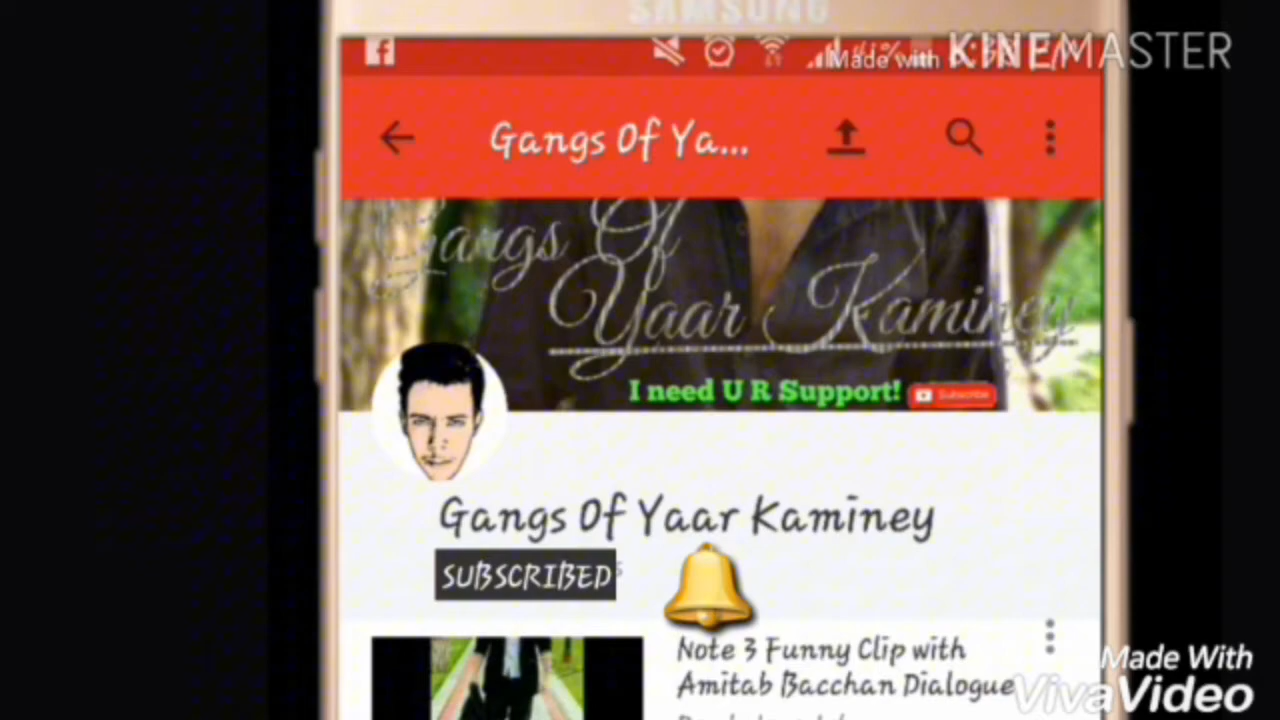 SAMSUNG
Made with KINEMASTER
Gangs Of Ya...
Gangs Of
Yaar Kaminey
I need U R Support!
Subscribe
Gangs Of Yaar Kaminey
SUBSCRIBED
Note 3 Funny Clip with
Amitab Bacchan Dialogue
Made With
VivaVideo